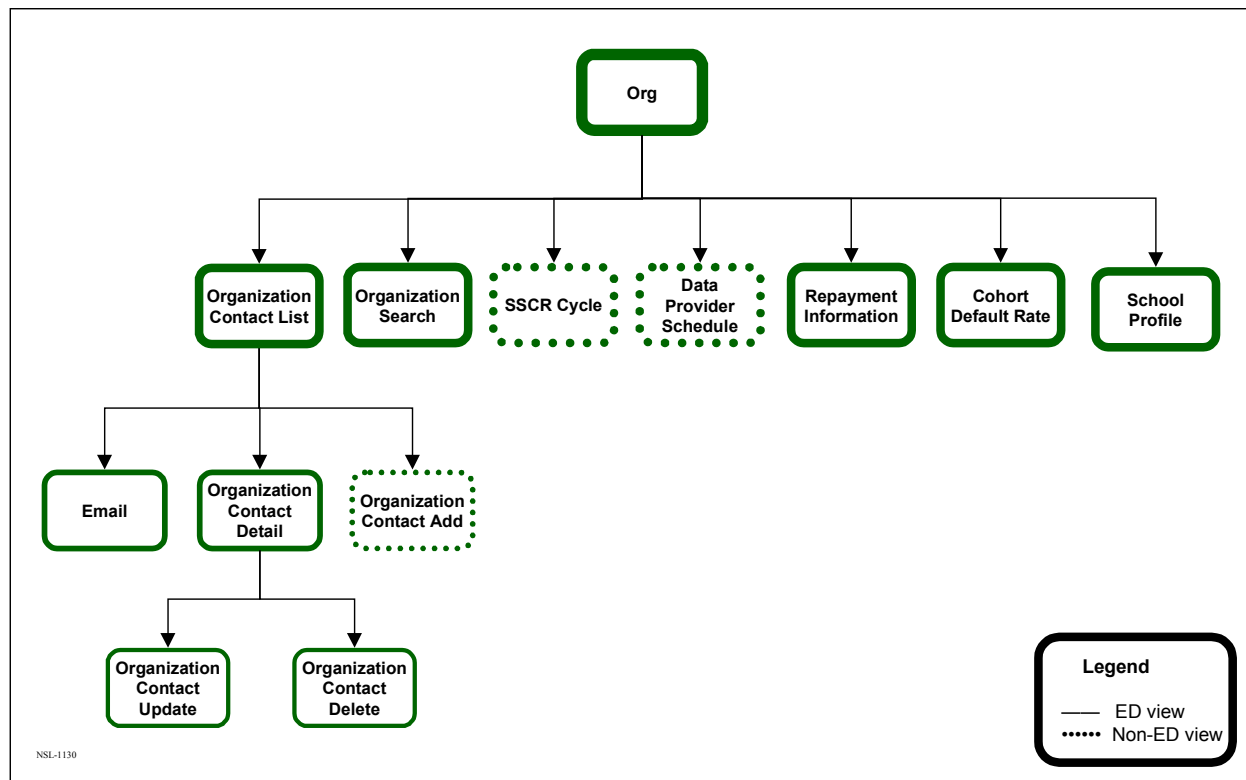 Org
Organization
Contact List
Organization
Search
SSCR Cycle
Data
Provider
Schedule
Repayment
Information
Cohort
Default Rate
School
Profile
Email
Organization
Contact
Detail
Organization
Contact Add
Organization
Contact
Update
Organization
Contact
Delete
Legend
ED view
Non-ED view
NSL-1130